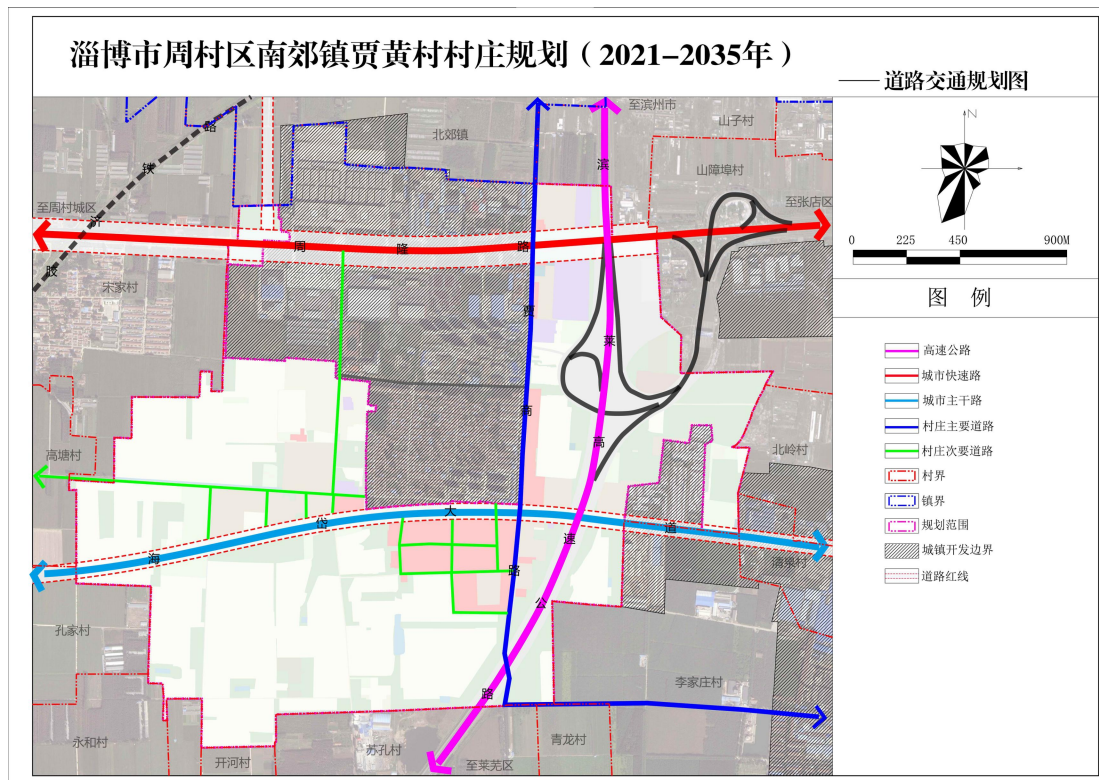 淄博市周村区南郊镇贾黄村村庄规划（2021-2035年）
——道路交通规划图
N
0 225 450 900M
图 例
高速公路
城市快速路
城市主干路
村庄主要道路
村庄次要道路
村界
镇界
规划范围
城镇开发边界
道路红线
至滨州市
山子村
北郊镇
山障埠村
至周村城区
至张店区
胶济铁路
周隆路
宋家村
滨莱高速公路
商路
高塘村
北岭村
海岱大道
孔家村
李家庄村
永和村
开河村
苏孔村
青龙村
至莱芜区